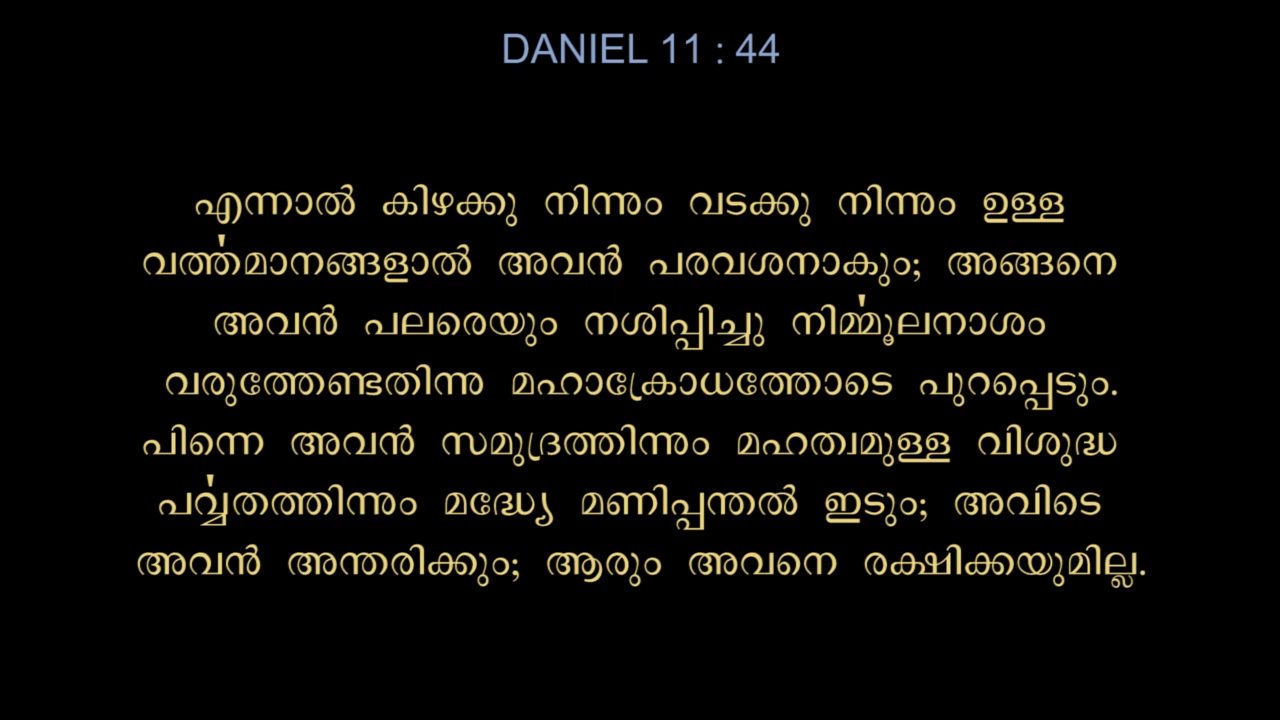 DANIEL 11 : 44
എന്നാൽ കിഴക്കു നിന്നും വടക്കു നിന്നും ഉള്ള
വൎത്തമാനങ്ങളാൽ അവൻ പരവശനാകും; അങ്ങനെ
അവൻ പലരെയും നശിപ്പിച്ചു നിൎമ്മൂലനാശം
വരുത്തേണ്ടതിന്നു മഹാക്രോധത്തോടെ പുറപ്പെടും.
പിന്നെ അവൻ സമുദ്രത്തിന്നും മഹത്വമുള്ള വിശുദ്ധ
പൎവ്വതത്തിന്നും മദ്ധ്യേ മണിപ്പന്തൽ ഇടും; അവിടെ
അവൻ അന്തരിക്കും; ആരും അവനെ രക്ഷിക്കയുമില്ല.